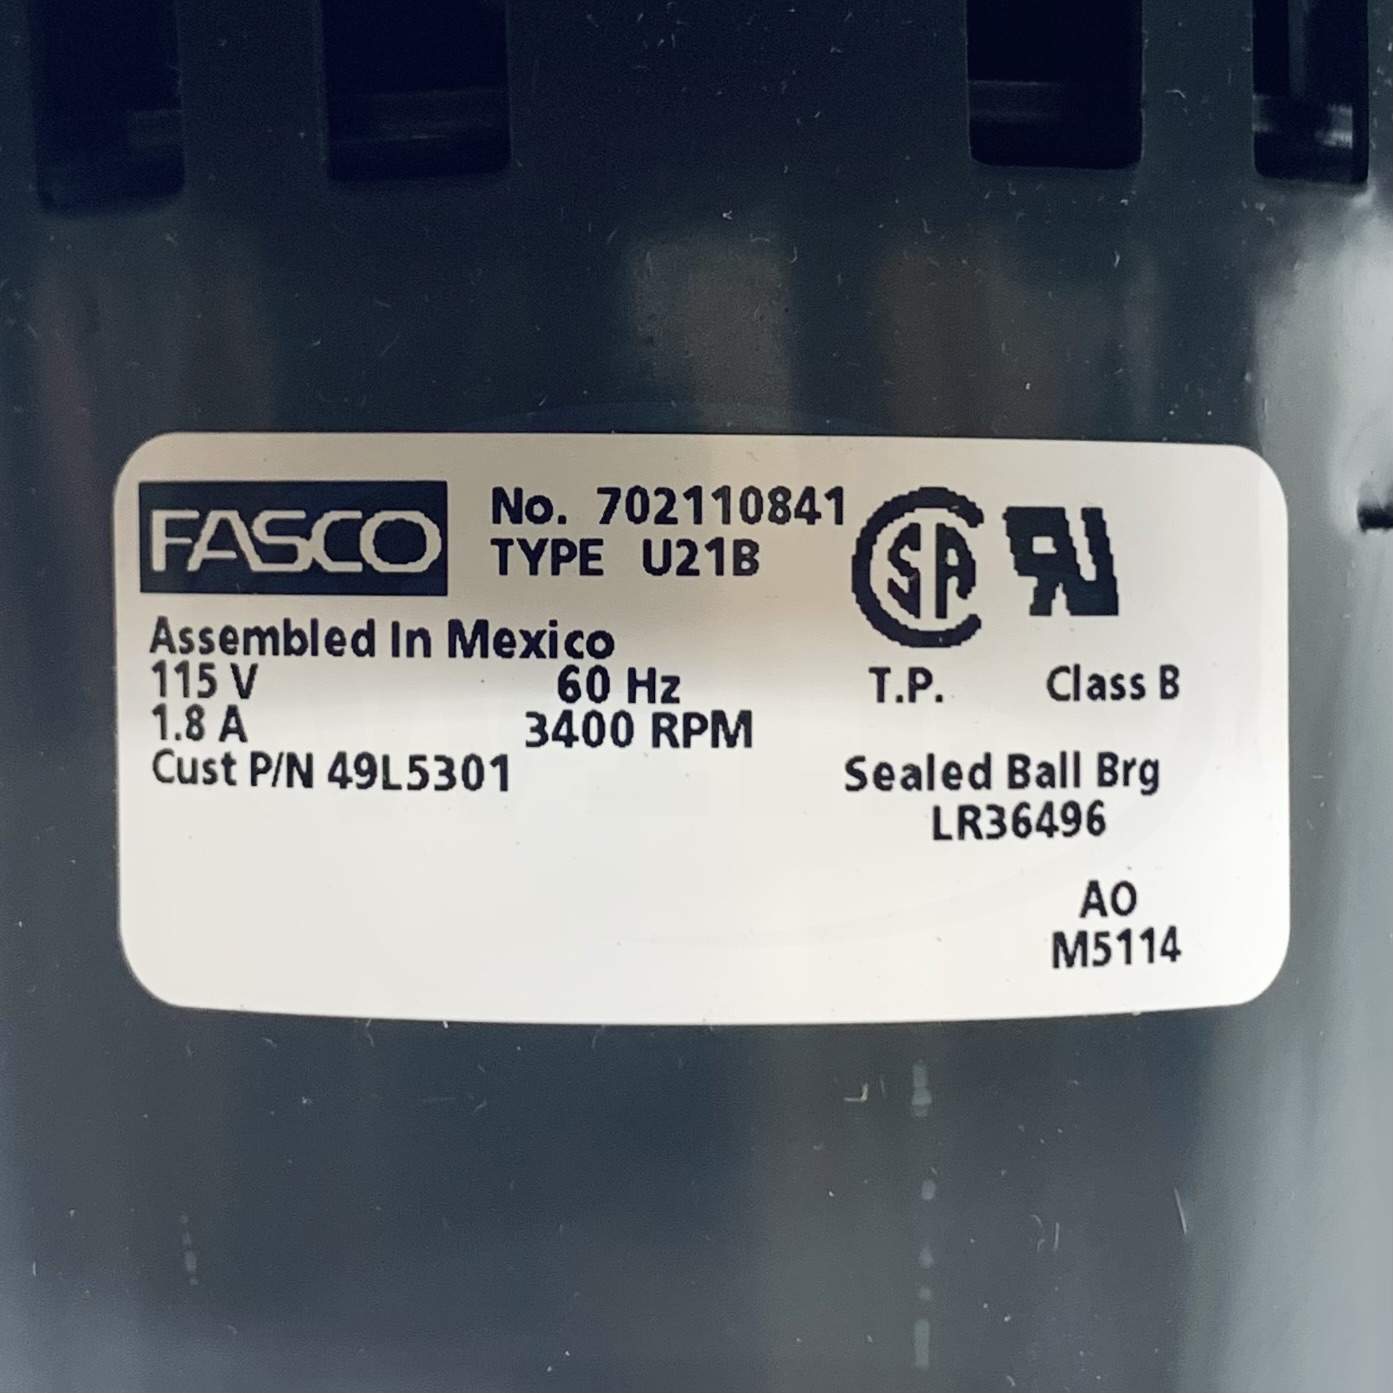 FASCO
No. 702110841
TYPE U21B
Assembled In Mexico
115 V 60 Hz T.P. Class B
1.8 A 3400 RPM
Cust P/N 49L5301 Sealed Ball Brg
LR36496
AO
M5114